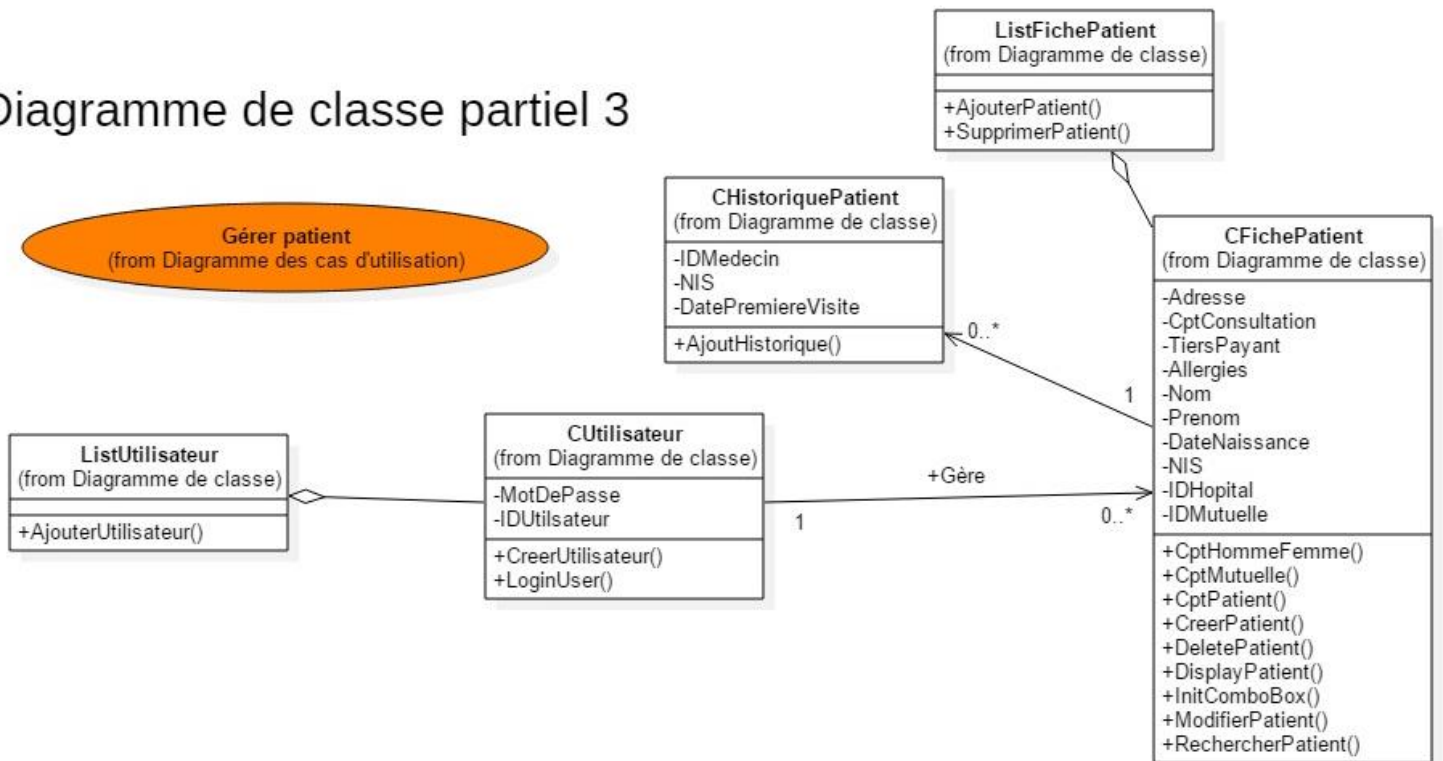 Diagramme de classe partiel 3
Gérer patient
(from Diagramme des cas d'utilisation)
ListFichePatient
(from Diagramme de classe)
+AjouterPatient()
+SupprimerPatient()
CHistoriquePatient
(from Diagramme de classe)
-IDMedecin
-NIS
-DatePremiereVisite
+AjoutHistorique()
0..*
1
CFichePatient
(from Diagramme de classe)
-Adresse
-CptConsultation
-TiersPayant
-Allergies
-Nom
-Prenom
-DateNaissance
-NIS
-IDHopital
-IDMutuelle
+CptHommeFemme()
+CptMutuelle()
+CptPatient()
+CreerPatient()
+DeletePatient()
+DisplayPatient()
+InitComboBox()
+ModifierPatient()
+RechercherPatient()
ListUtilisateur
(from Diagramme de classe)
+AjouterUtilisateur()
CUtilisateur
(from Diagramme de classe)
-MotDePasse
-IDUtilsateur
+CreerUtilisateur()
+LoginUser()
+Gère
1
0..*